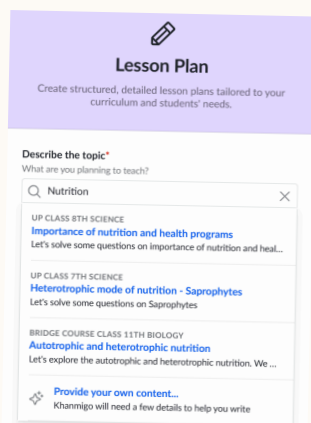 Lesson Plan
Create structured, detailed lesson plans tailored to your
curriculum and students' needs.
Describe the topic*
What are you planning to teach?
Nutrition
UP CLASS 8TH SCIENCE
Importance of nutrition and health programs
Let's solve some questions on importance of nutrition and heal...
UP CLASS 7TH SCIENCE
Heterotrophic mode of nutrition - Saprophytes
Let's solve some questions on Saprophytes
BRIDGE COURSE CLASS 11TH BIOLOGY
Autotrophic and heterotrophic nutrition
Let's explore the autotrophic and heterotrophic nutrition. We ...
Provide your own content...
Khanmigo will need a few details to help you write